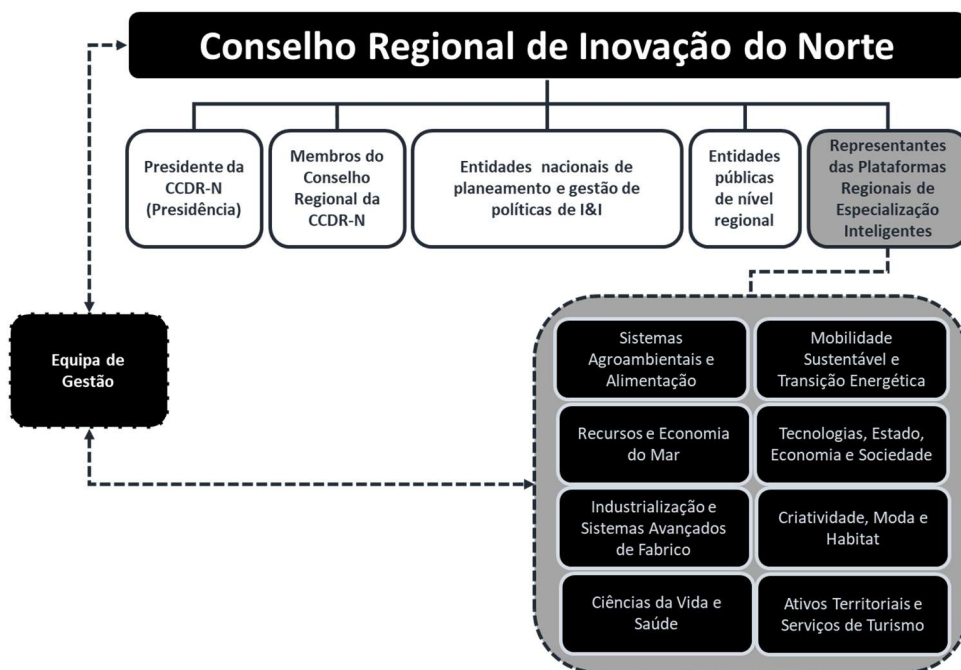 Conselho Regional de Inovação do Norte
Presidente da
CCDR-N
(Presidência)
Membros do
Conselho
Regional da
CCDR-N
Entidades nacionais de
planeamento e gestão de
políticas de I&I
Entidades
públicas
de nível
regional
Representantes
das Plataformas
Regionais de
Especialização
Inteligentes
Equipa de
Gestão
Sistemas
Agroambientais e
Alimentação
Mobilidade
Sustentável e
Transição Energética
Recursos e Economia
do Mar
Tecnologias, Estado,
Economia e Sociedade
Industrialização e
Sistemas Avançados
de Fabrico
Criatividade, Moda e
Habitat
Ciências da Vida e
Saúde
Ativos Territoriais e
Serviços de Turismo